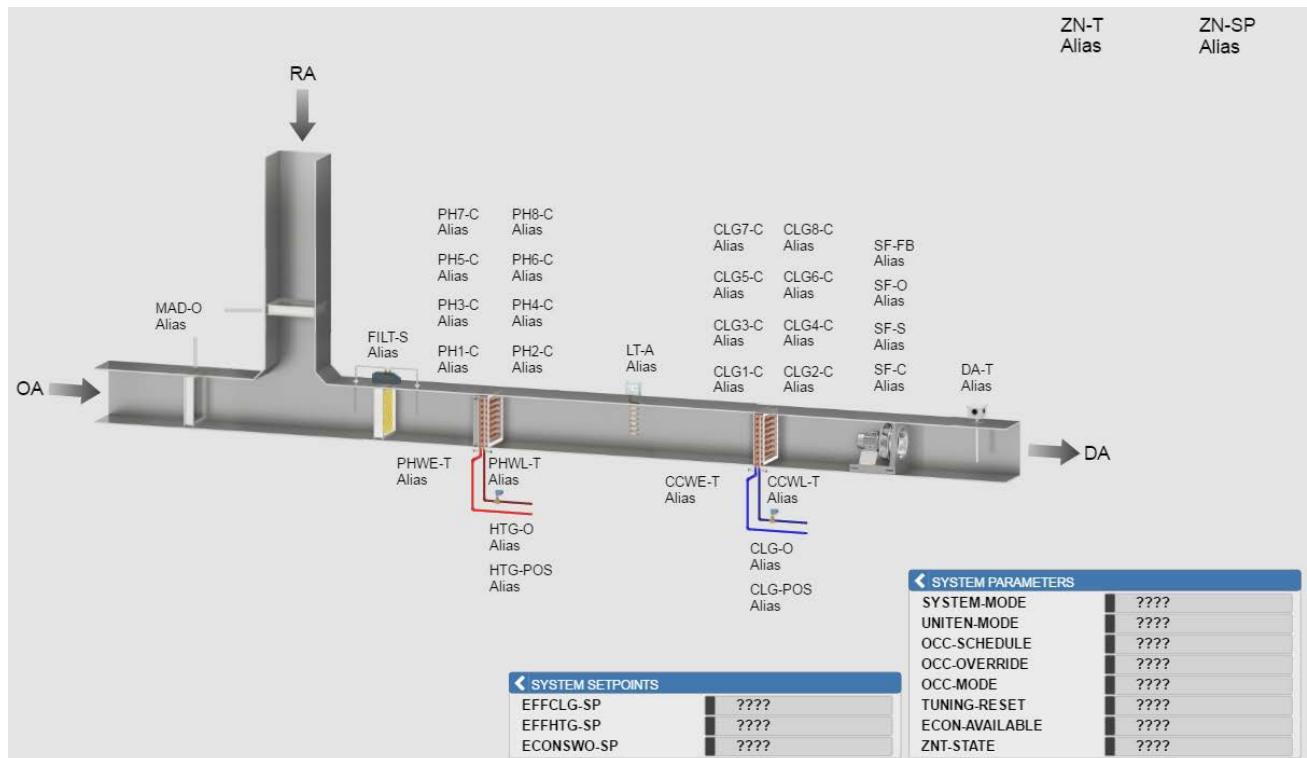 ZN-T
Alias
ZN-SP
Alias
RA
PH7-C
Alias
PH8-C
Alias
CLG7-C
Alias
CLG8-C
Alias
SF-FB
Alias
PH5-C
Alias
PH6-C
Alias
CLG5-C
Alias
CLG6-C
Alias
SF-O
Alias
MAD-O
Alias
PH3-C
Alias
PH4-C
Alias
CLG3-C
Alias
CLG4-C
Alias
SF-S
Alias
FILT-S
Alias
PH1-C
Alias
PH2-C
Alias
LT-A
Alias
CLG1-C
Alias
CLG2-C
Alias
SF-C
Alias
DA-T
Alias
OA
DA
PHWE-T
Alias
PHWL-T
Alias
CCWE-T
Alias
CCWL-T
Alias
HTG-O
Alias
HTG-POS
Alias
CLG-O
Alias
CLG-POS
Alias
SYSTEM SETPOINTS
EFFCLG-SP ????
EFFHTG-SP ????
ECONSWO-SP ????
SYSTEM PARAMETERS
SYSTEM-MODE ????
UNITEN-MODE ????
OCC-SCHEDULE ????
OCC-OVERRIDE ????
OCC-MODE ????
TUNING-RESET ????
ECON-AVAILABLE ????
ZNT-STATE ????